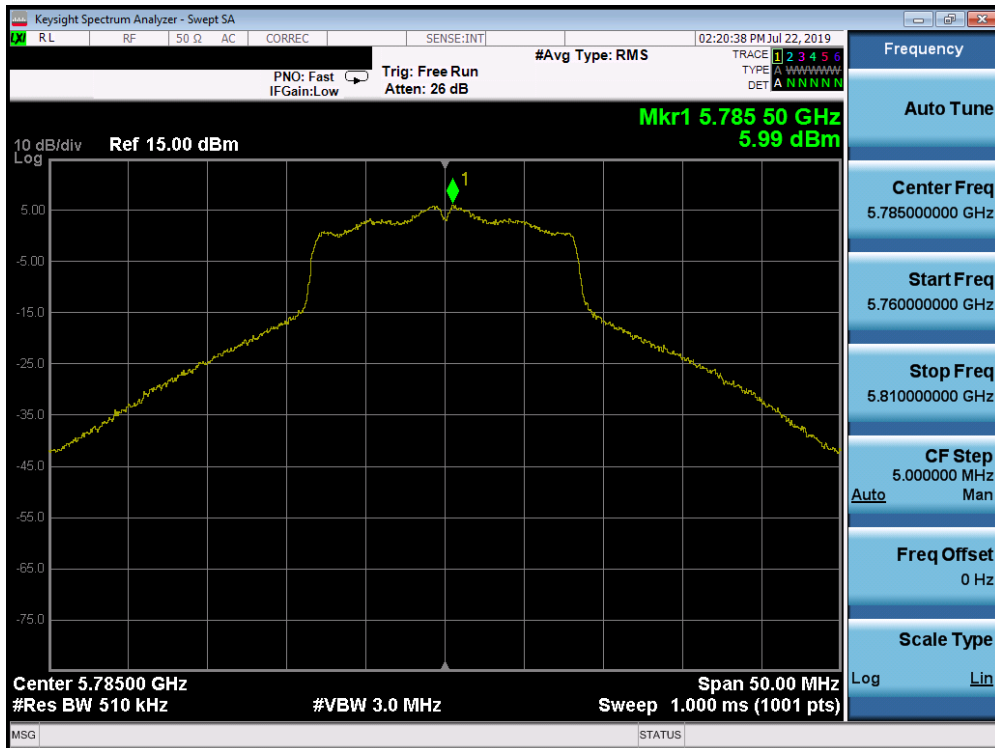 Keysight Spectrum Analyzer - Swept SA
LXI RL RF 50 Ω AC CORREC SENSE:INT 02:20:38 PM Jul 22, 2019
#Avg Type: RMS
TRACE 1 2 3 4 5 6
PNO: Fast Trig: Free Run
TYPE A WWWWW
IFGain:Low Atten: 26 dB
DET A N N N N N
Mkr1 5.785 50 GHz
5.99 dBm
10 dB/div Ref 15.00 dBm
Log
1
5.00
-5.00
-15.0
-25.0
-35.0
-45.0
-55.0
-65.0
-75.0
Center 5.78500 GHz Span 50.00 MHz
#Res BW 510 kHz #VBW 3.0 MHz Sweep 1.000 ms (1001 pts)
MSG STATUS
Frequency
Auto Tune
Center Freq
5.785000000 GHz
Start Freq
5.760000000 GHz
Stop Freq
5.810000000 GHz
CF Step
5.000000 MHz
Auto Man
Freq Offset
0 Hz
Scale Type
Log Lin